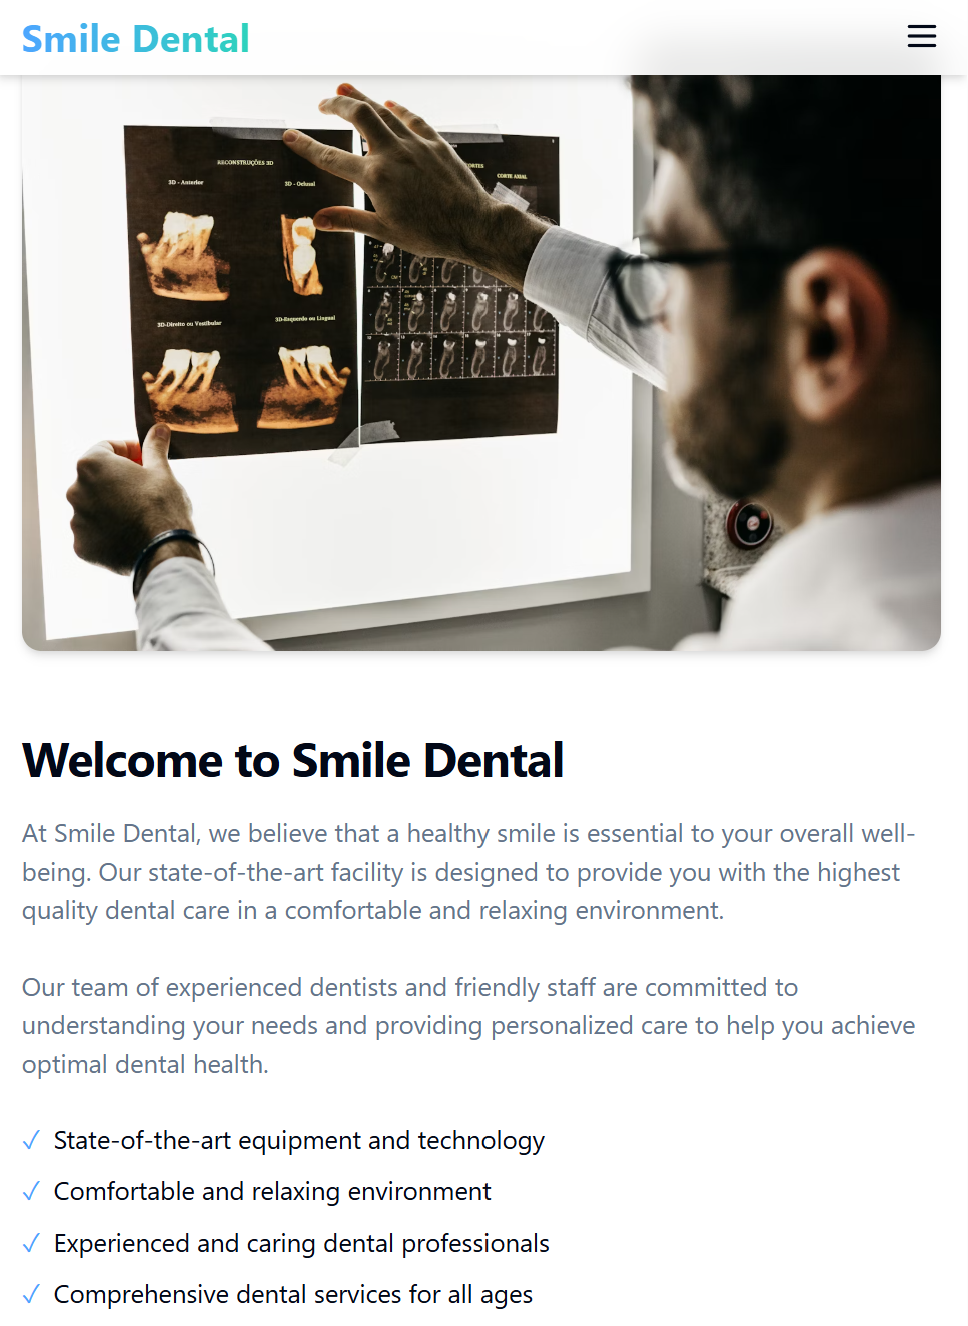 Smile Dental
RECONSTRUÇÕES 3D
3D - Anterior
3D - Oclusal
CORTE AXIAL
3D-Direito ou Vestibular
3D-Esquerdo ou Lingual
Welcome to Smile Dental
At Smile Dental, we believe that a healthy smile is essential to your overall well-
being. Our state-of-the-art facility is designed to provide you with the highest
quality dental care in a comfortable and relaxing environment.
Our team of experienced dentists and friendly staff are committed to
understanding your needs and providing personalized care to help you achieve
optimal dental health.
✓ State-of-the-art equipment and technology
✓ Comfortable and relaxing environment
✓ Experienced and caring dental professionals
✓ Comprehensive dental services for all ages